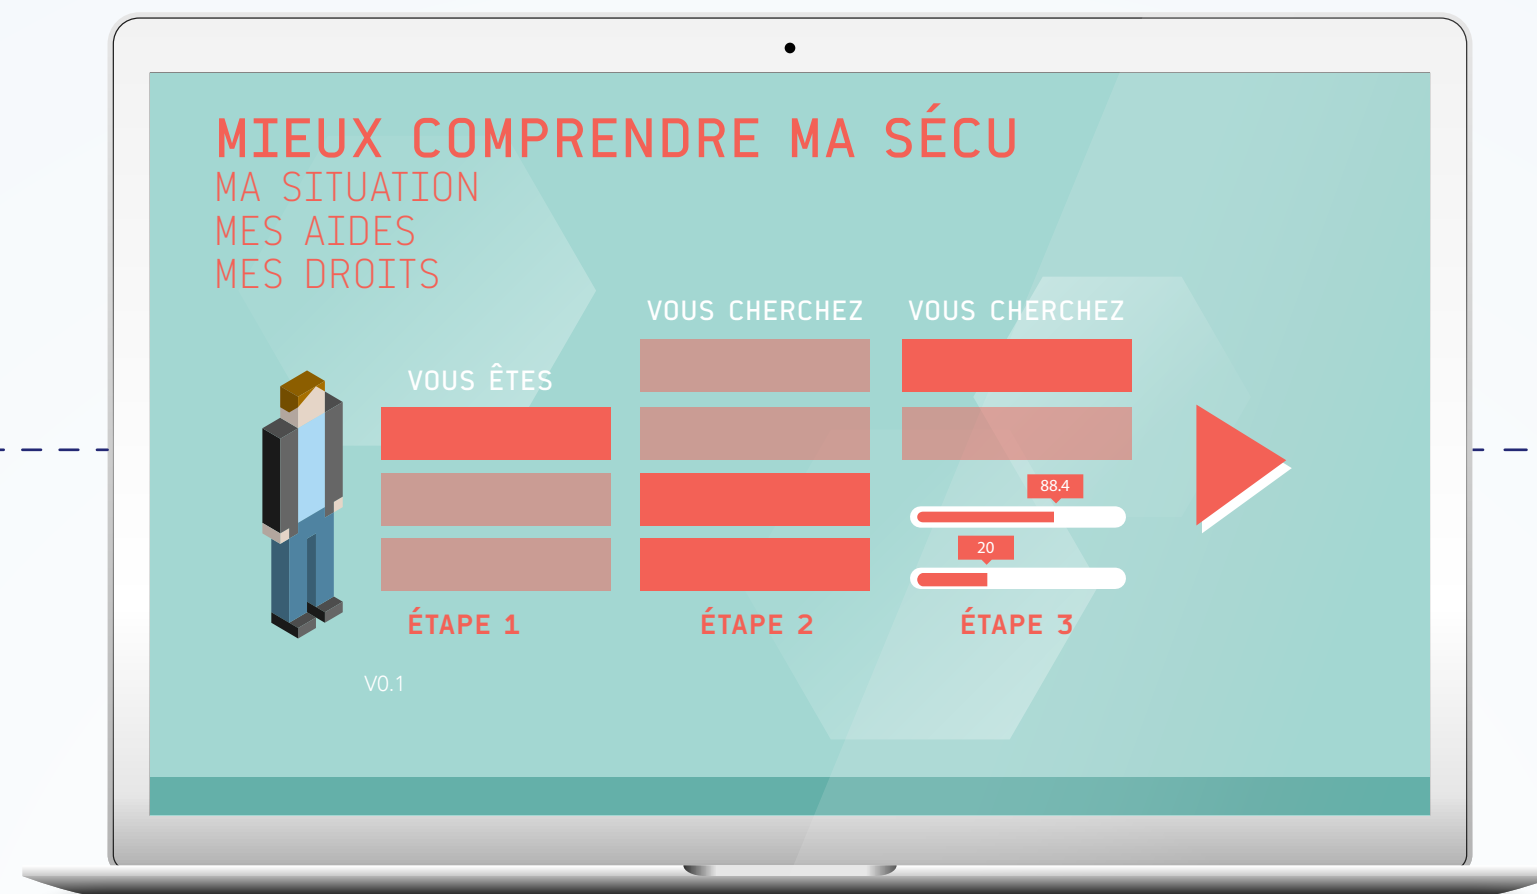 MIEUX COMPRENDRE MA SÉCU
MA SITUATION
MES AIDES
MES DROITS
VOUS ÊTES
VOUS CHERCHEZ
VOUS CHERCHEZ
88.4
20
ÉTAPE 1
ÉTAPE 2
ÉTAPE 3
V0.1